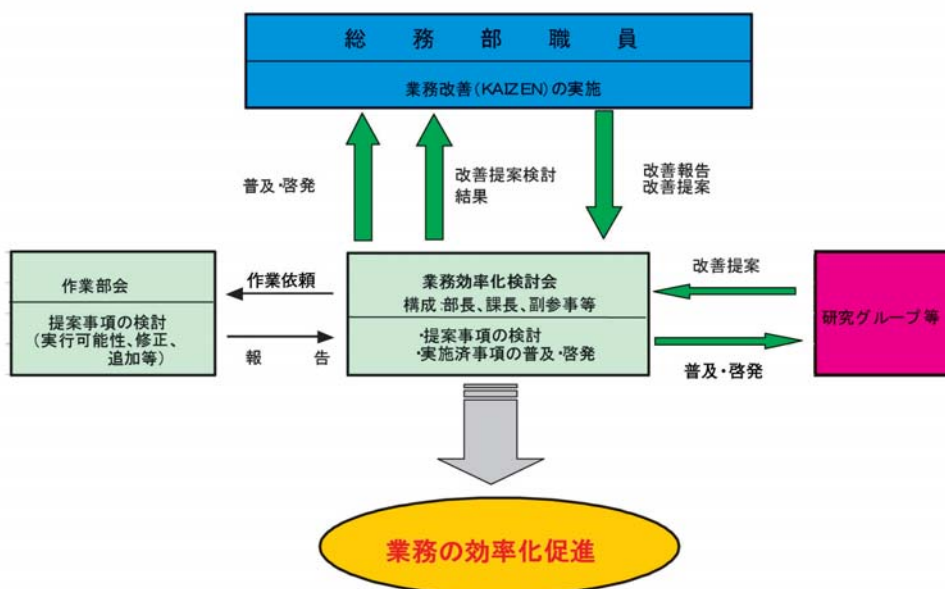 総務部職員
業務改善(KAIZEN)の実施
普及・啓発
改善提案検討
結果
改善報告
改善提案
作業部会
提案事項の検討
(実行可能性、修正、
追加等)
作業依頼
報告
業務効率化検討会
構成:部長、課長、副参事等
・提案事項の検討
・実施済事項の普及・啓発
改善提案
普及・啓発
研究グループ等
業務の効率化促進